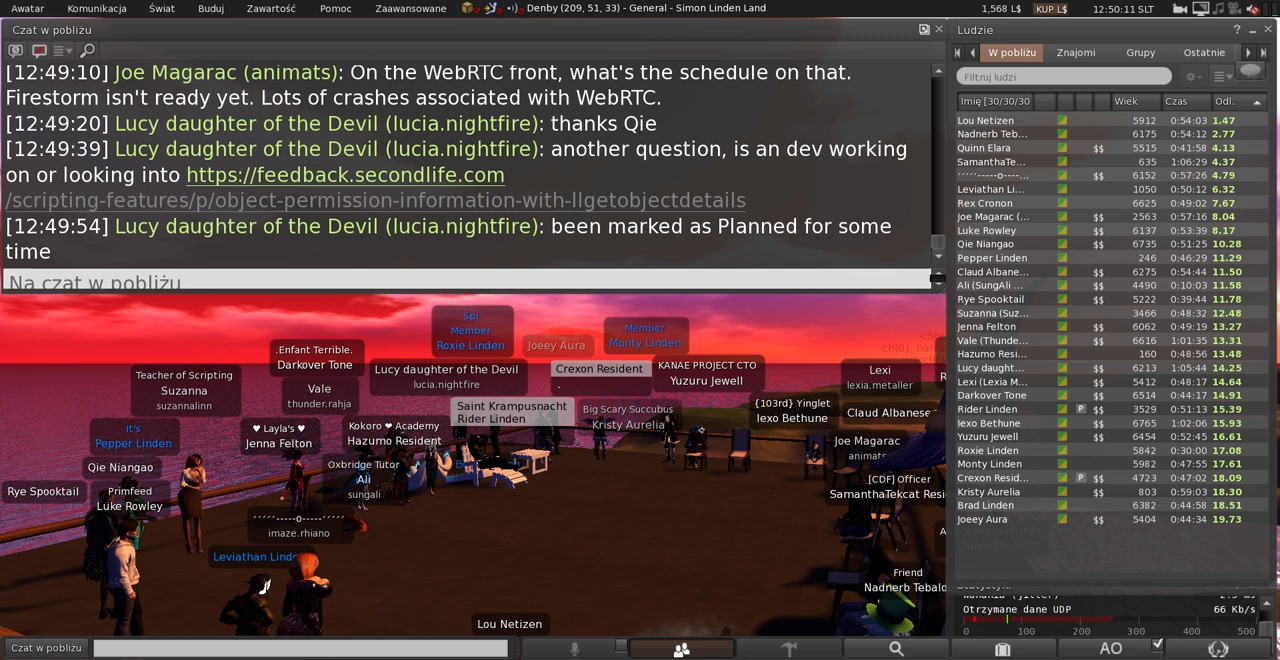 Awatar Komunikacja Świat Buduj Zawartość Pomoc Zaawansowane Denby (209, 51, 33) - General - Simon Linden Land 1,568 L$ KUP L$ 12:50:11 SLT
Czat w pobliżu
[12:49:10] Joe Magarac (animats): On the WebRTC front, what's the schedule on that.
Firestorm isn't ready yet. Lots of crashes associated with WebRTC.
[12:49:20] Lucy daughter of the Devil (lucia.nightfire): thanks Qie
[12:49:39] Lucy daughter of the Devil (lucia.nightfire): another question, is an dev working
on or looking into https://feedback.secondlife.com
/scripting-features/p/object-permission-information-with-llgetobjectdetails
[12:49:54] Lucy daughter of the Devil (lucia.nightfire): been marked as Planned for some
time
Na czat w pobliżu
Śpi
Member
Roxie Linden
Member
Monty Linden
Joeey Aura
.Enfant Terrible.
Darkover Tone
Lucy daughter of the Devil
lucia.nightfire
Crexon Resident
.
KANAE PROJECT CTO
Yuzuru Jewell
Lexi
lexia.metaller
Teacher of Scripting
Suzanna
suzannalinn
Vale
thunder.rahja
Saint Krampusnacht
Rider Linden
Big Scary Succubus
Kristy Aurelia
{103rd} Yinglet
Iexo Bethune
Claud Albanese
It's
Pepper Linden
♥ Layla's ♥
Jenna Felton
Kokoro ♥ Academy
Hazumo Resident
Joe Magarac
animats
Qie Niangao
Oxbridge Tutor
Ali
sungali
[CDF] Officer
SamanthaTekcat Resi
Rye Spooktail
Primfeed
Luke Rowley
′′′′′-----o-----′′′′′
imaze.rhiano
Leviathan Linde
Friend
Nadnerb Tebald
Lou Netizen
Czat w pobliżu
Ludzie
W pobliżu Znajomi Grupy Ostatnie
Filtruj ludzi
Imię [30/30/30 Wiek Czas Odl.
Lou Netizen 5912 0:54:03 1.47
Nadnerb Teb... 6175 0:54:12 2.77
Quinn Elara $$ 5515 0:41:58 4.13
SamanthaTe... 635 1:06:29 4.37
′′′′′-----o----... $$ 6152 0:57:26 4.79
Leviathan Li... 1050 0:50:12 6.32
Rex Cronon 6625 0:49:02 7.67
Joe Magarac (... $$ 2563 0:57:16 8.04
Luke Rowley $$ 6137 0:53:39 8.17
Qie Niangao $$ 6735 0:51:25 10.28
Pepper Linden 246 0:46:29 11.29
Claud Albane... $$ 6275 0:54:44 11.50
Ali (SungAli ... $$ 4490 0:10:03 11.58
Rye Spooktail $$ 5222 0:39:44 11.78
Suzanna (Suz... 3466 0:48:32 12.48
Jenna Felton $$ 6062 0:49:19 13.27
Vale (Thunde... $$ 6616 1:01:35 13.31
Hazumo Resi... 160 0:48:56 13.48
Lucy daught... $$ 6213 1:05:44 14.25
Lexi (Lexia M... $$ 5412 0:48:17 14.64
Darkover Tone $$ 6514 0:44:17 14.91
Rider Linden P $$ 3529 0:51:13 15.39
Iexo Bethune $$ 6765 1:02:06 15.93
Yuzuru Jewell $$ 6454 0:52:45 16.61
Roxie Linden 5842 0:30:00 17.08
Monty Linden 5982 0:47:55 17.61
Crexon Resid... P $$ 4723 0:47:02 18.09
Kristy Aurelia $$ 803 0:59:03 18.30
Brad Linden 6382 0:44:58 18.51
Joeey Aura $$ 5404 0:44:34 19.73
Otrzymane dane UDP 66 Kb/s
0 100 200 300 400 500
AO